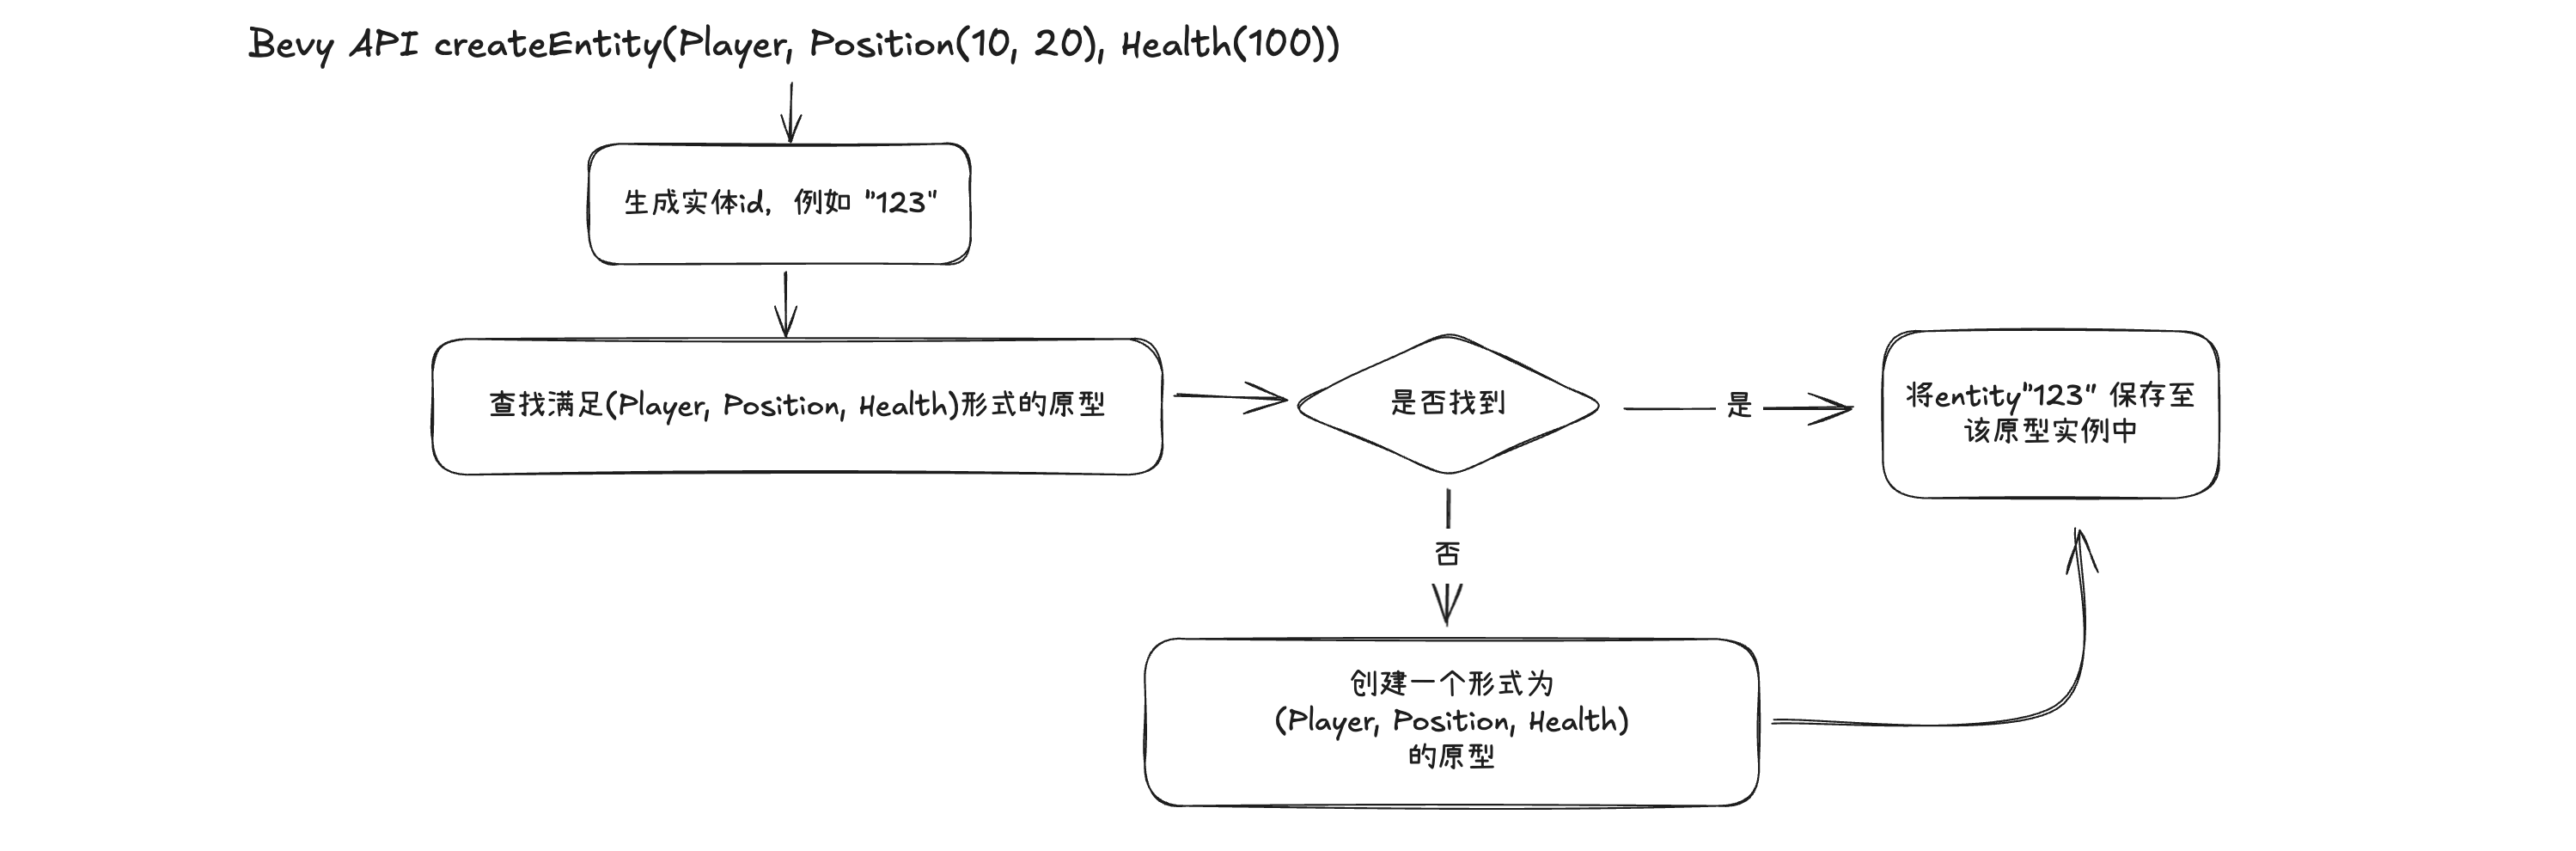 Bevy API createEntity(Player, Position(10, 20), Health(100))
生成实体id，例如 "123"
查找满足(Player, Position, Health)形式的原型
是否找到
是
将entity"123" 保存至
该原型实例中
否
创建一个形式为
(Player, Position, Health)
的原型